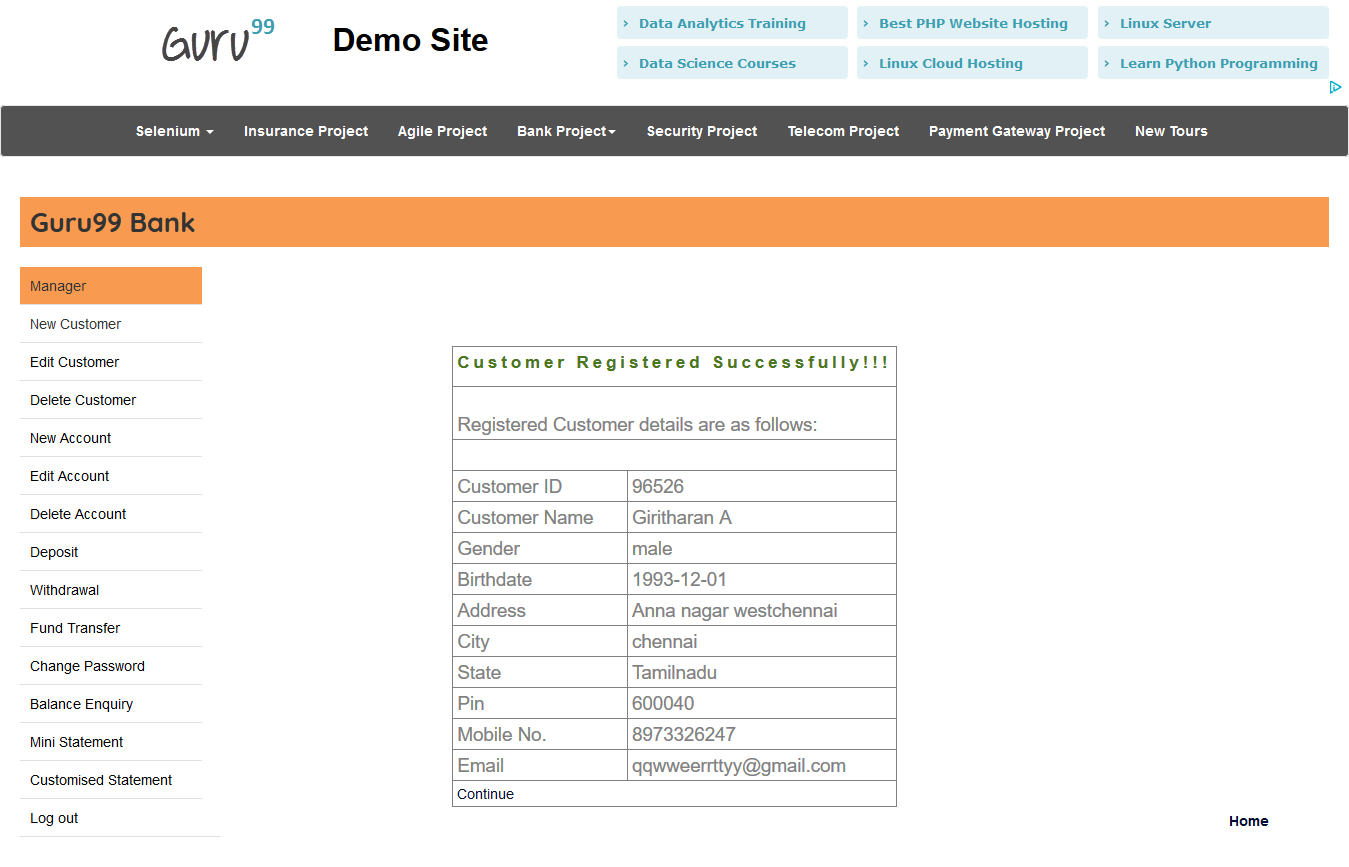 Guru99 Demo Site
Data Analytics Training
Best PHP Website Hosting
Linux Server
Data Science Courses
Linux Cloud Hosting
Learn Python Programming
Selenium Insurance Project Agile Project Bank Project Security Project Telecom Project Payment Gateway Project New Tours
Guru99 Bank
Manager
New Customer
Edit Customer
Delete Customer
New Account
Edit Account
Delete Account
Deposit
Withdrawal
Fund Transfer
Change Password
Balance Enquiry
Mini Statement
Customised Statement
Log out
Customer Registered Successfully!!!
Registered Customer details are as follows:
Customer ID 96526
Customer Name Giritharan A
Gender male
Birthdate 1993-12-01
Address Anna nagar westchennai
City chennai
State Tamilnadu
Pin 600040
Mobile No. 8973326247
Email qqwweerrttyy@gmail.com
Continue
Home